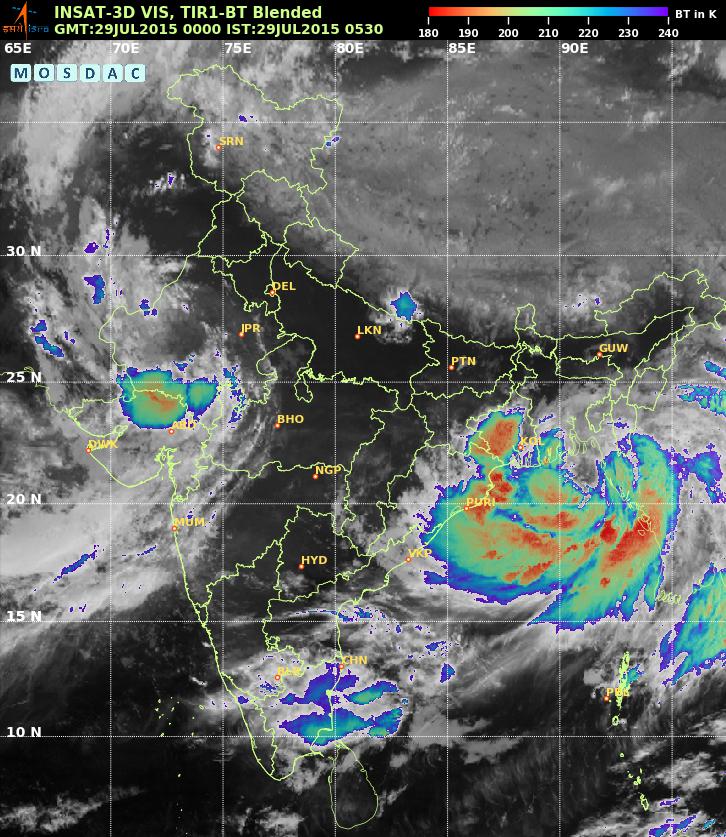 INSAT-3D VIS, TIR1-BT Blended
GMT:29JUL2015 0000 IST:29JUL2015 0530
BT in K
180 190 200 210 220 230 240
65E 70E 75E 80E 85E 90E
M O S D A C
SRN
30 N
DEL
JPR LKN
GUW
PTN
25 N
BHO
DWK
KOL
NGP
20 N
PURI
MUM
VKP
HYD
15 N
CHN
10 N